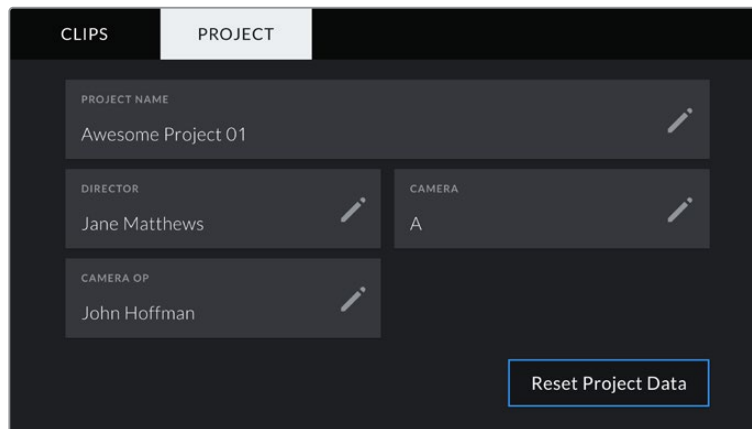 CLIPS PROJECT
PROJECT NAME
Awesome Project 01
DIRECTOR
Jane Matthews
CAMERA
A
CAMERA OP
John Hoffman
Reset Project Data